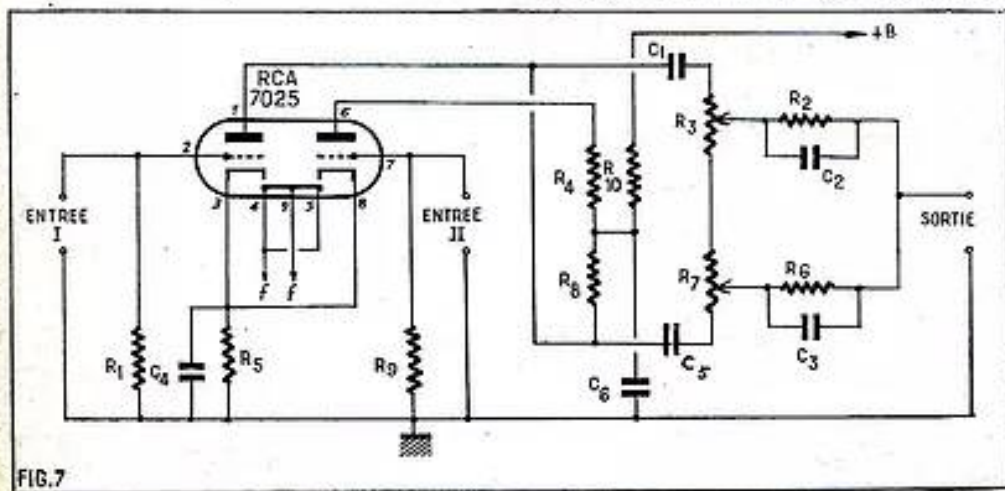 +B
C1
RCA
7025
1
6
R3
R2
C2
2
7
R4
R10
3
4
9
5
8
ENTREE
I
ENTREE
II
SORTIE
f
f
R8
R7
R6
C3
R1
C4
R5
R9
C5
C6
FIG.7